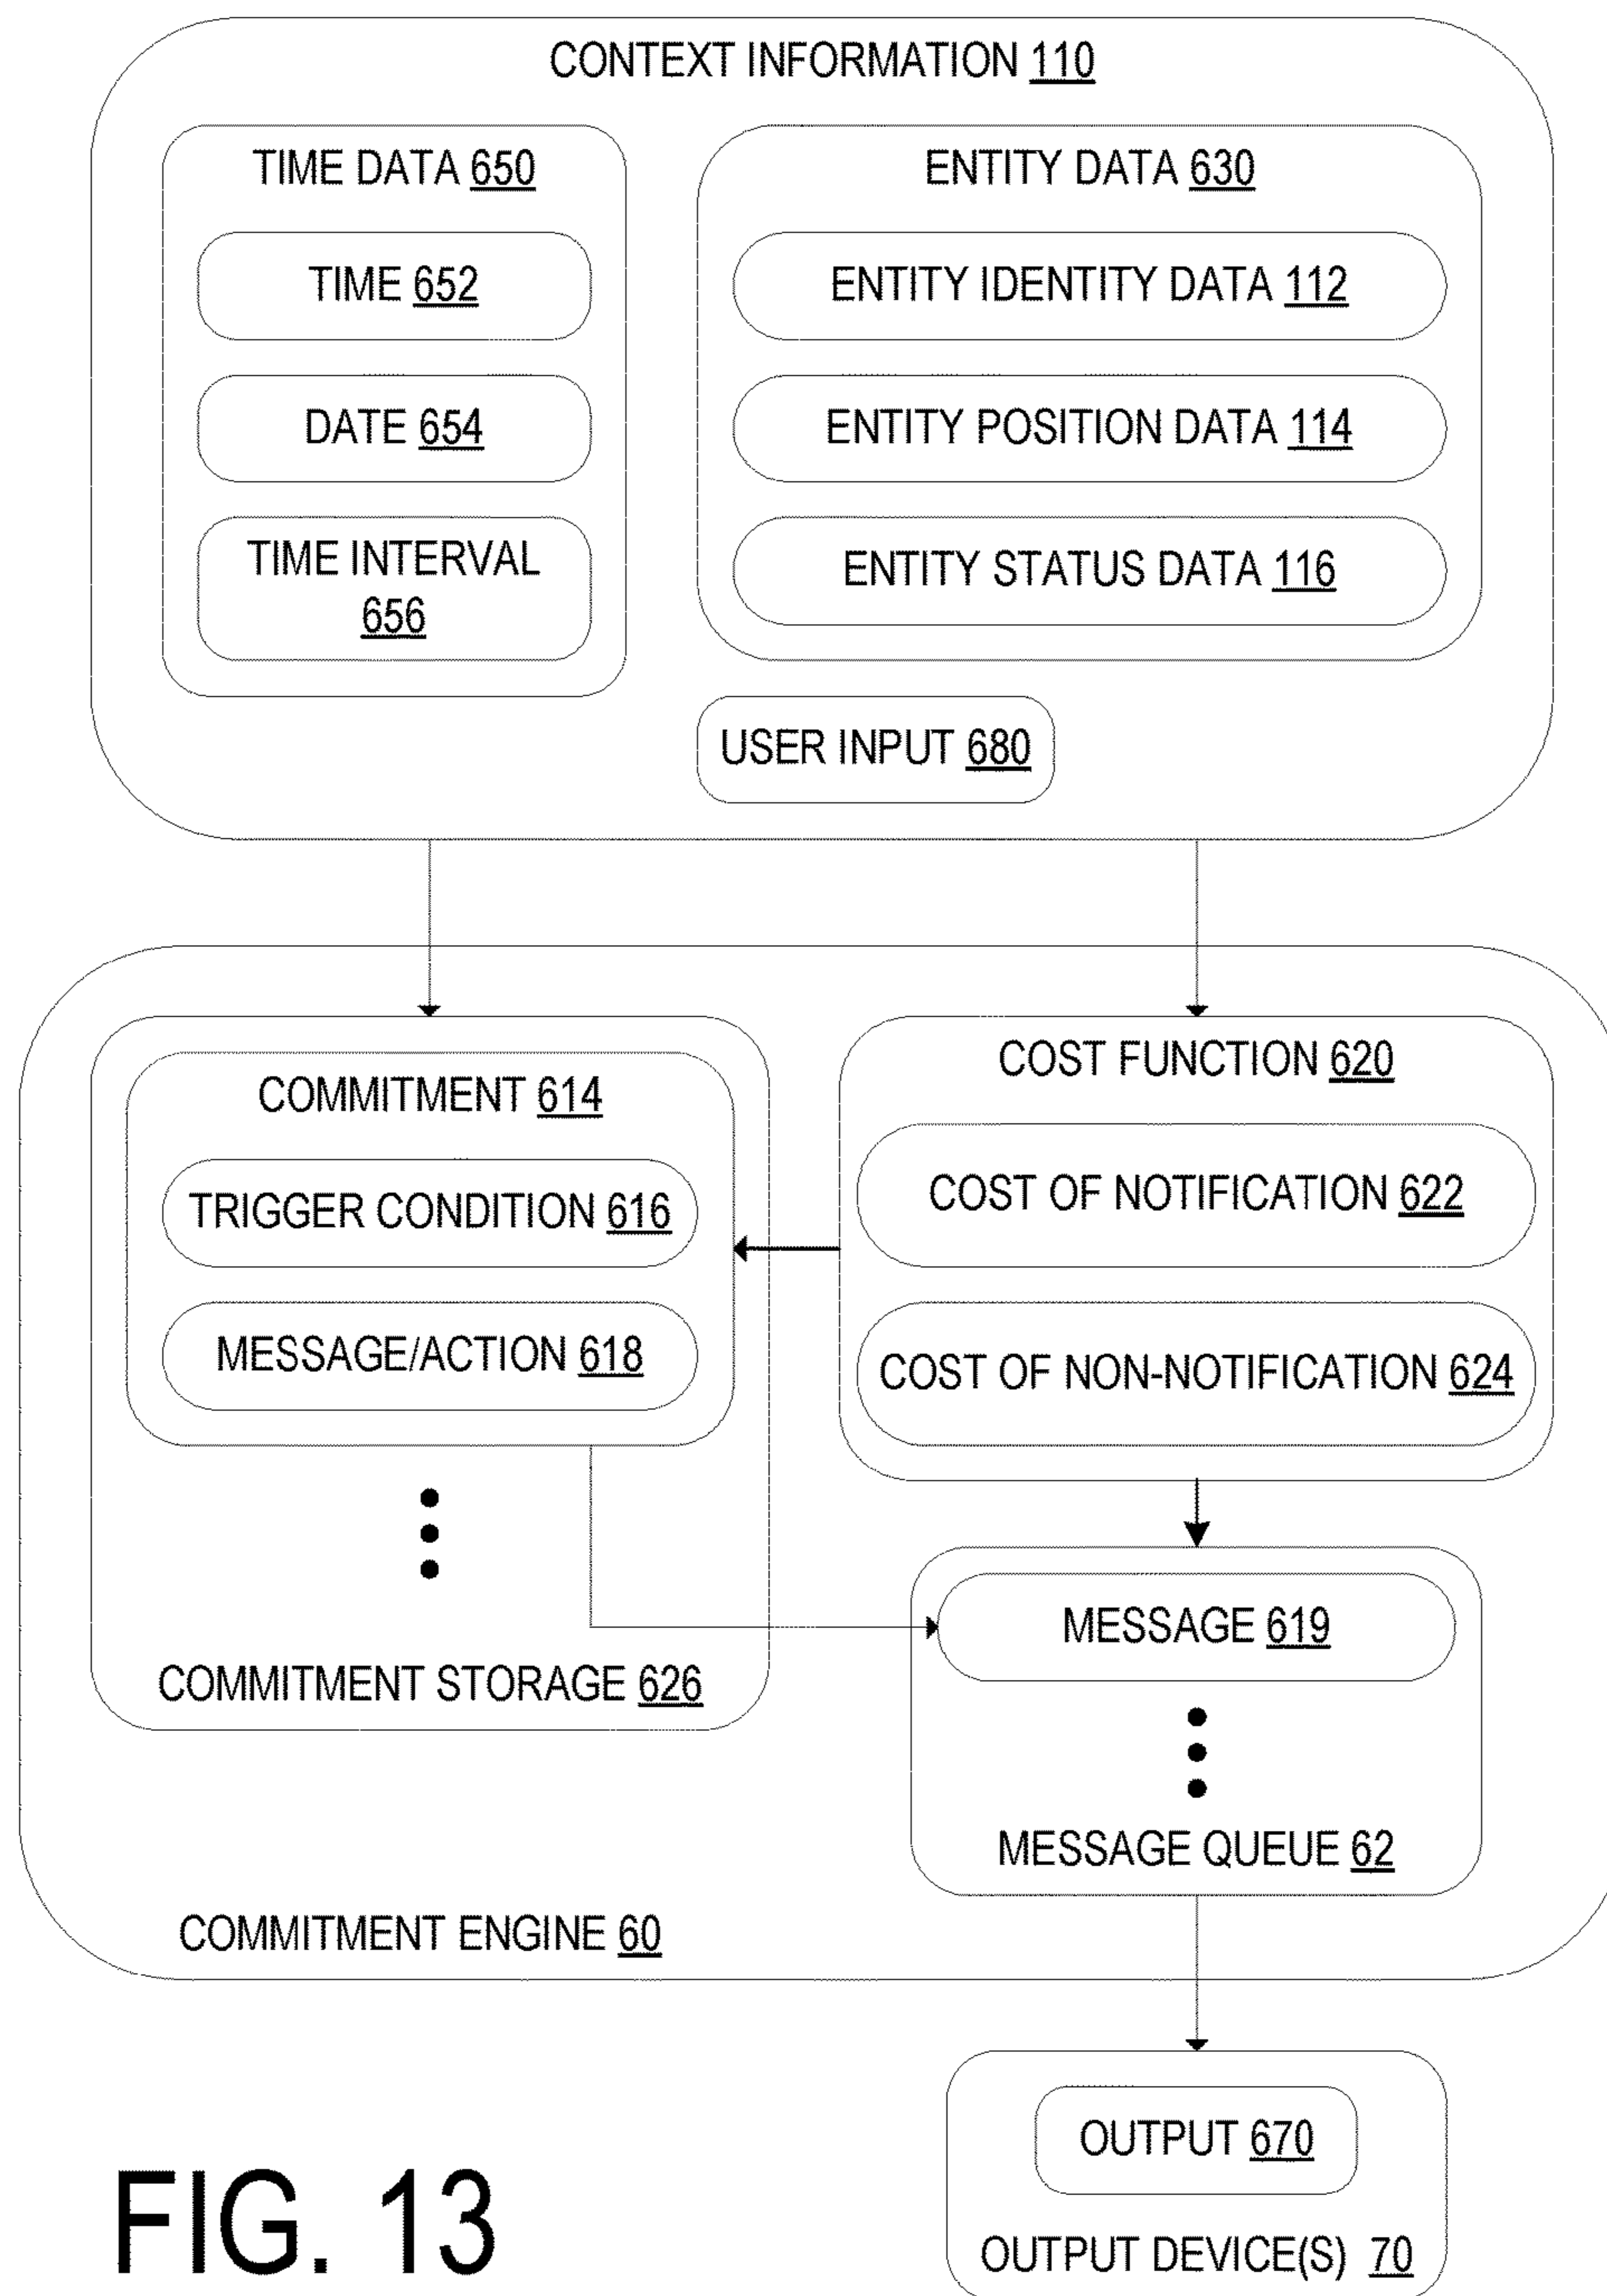 CONTEXT INFORMATION 110
TIME DATA 650
TIME 652
DATE 654
TIME INTERVAL
656
ENTITY DATA 630
ENTITY IDENTITY DATA 112
ENTITY POSITION DATA 114
ENTITY STATUS DATA 116
USER INPUT 680
COMMITMENT 614
TRIGGER CONDITION 616
MESSAGE/ACTION 618
COMMITMENT STORAGE 626
COST FUNCTION 620
COST OF NOTIFICATION 622
COST OF NON-NOTIFICATION 624
MESSAGE 619
MESSAGE QUEUE 62
COMMITMENT ENGINE 60
OUTPUT 670
OUTPUT DEVICE(S) 70
FIG. 13